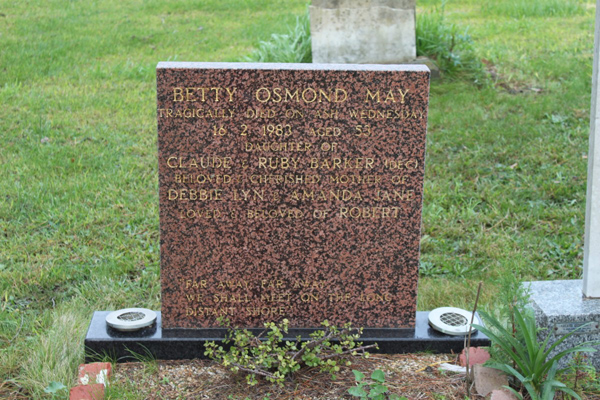 BETTY OSMOND MAY
TRAGICALLY DIED ON ASH WEDNESDAY
16. 2. 1983 AGED 53
DAUGHTER OF
CLAUDE & RUBY BARKER (DEC)
BELOVED & CHERISHED MOTHER OF
DEBBIE LYN & AMANDA JANE
LOVED & BELOVED OF ROBERT
FAR AWAY, FAR AWAY
WE SHALL MEET ON THE LONG
DISTANT SHORE